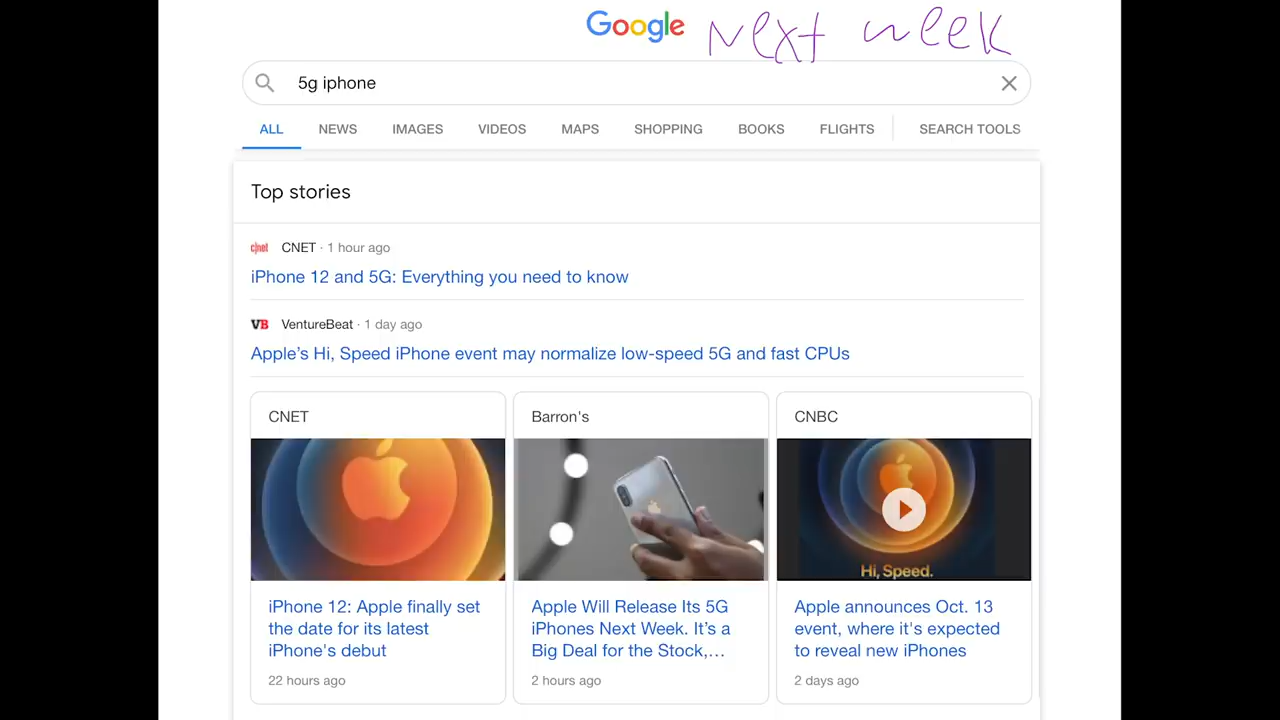 Google Next week
5g iphone
ALL NEWS IMAGES VIDEOS MAPS SHOPPING BOOKS FLIGHTS SEARCH TOOLS
Top stories
cnet CNET · 1 hour ago
iPhone 12 and 5G: Everything you need to know
VB VentureBeat · 1 day ago
Apple’s Hi, Speed iPhone event may normalize low-speed 5G and fast CPUs
CNET
iPhone 12: Apple finally set
the date for its latest
iPhone's debut
22 hours ago
Barron's
Apple Will Release Its 5G
iPhones Next Week. It’s a
Big Deal for the Stock,…
2 hours ago
CNBC
Hi, Speed.
Apple announces Oct. 13
event, where it's expected
to reveal new iPhones
2 days ago